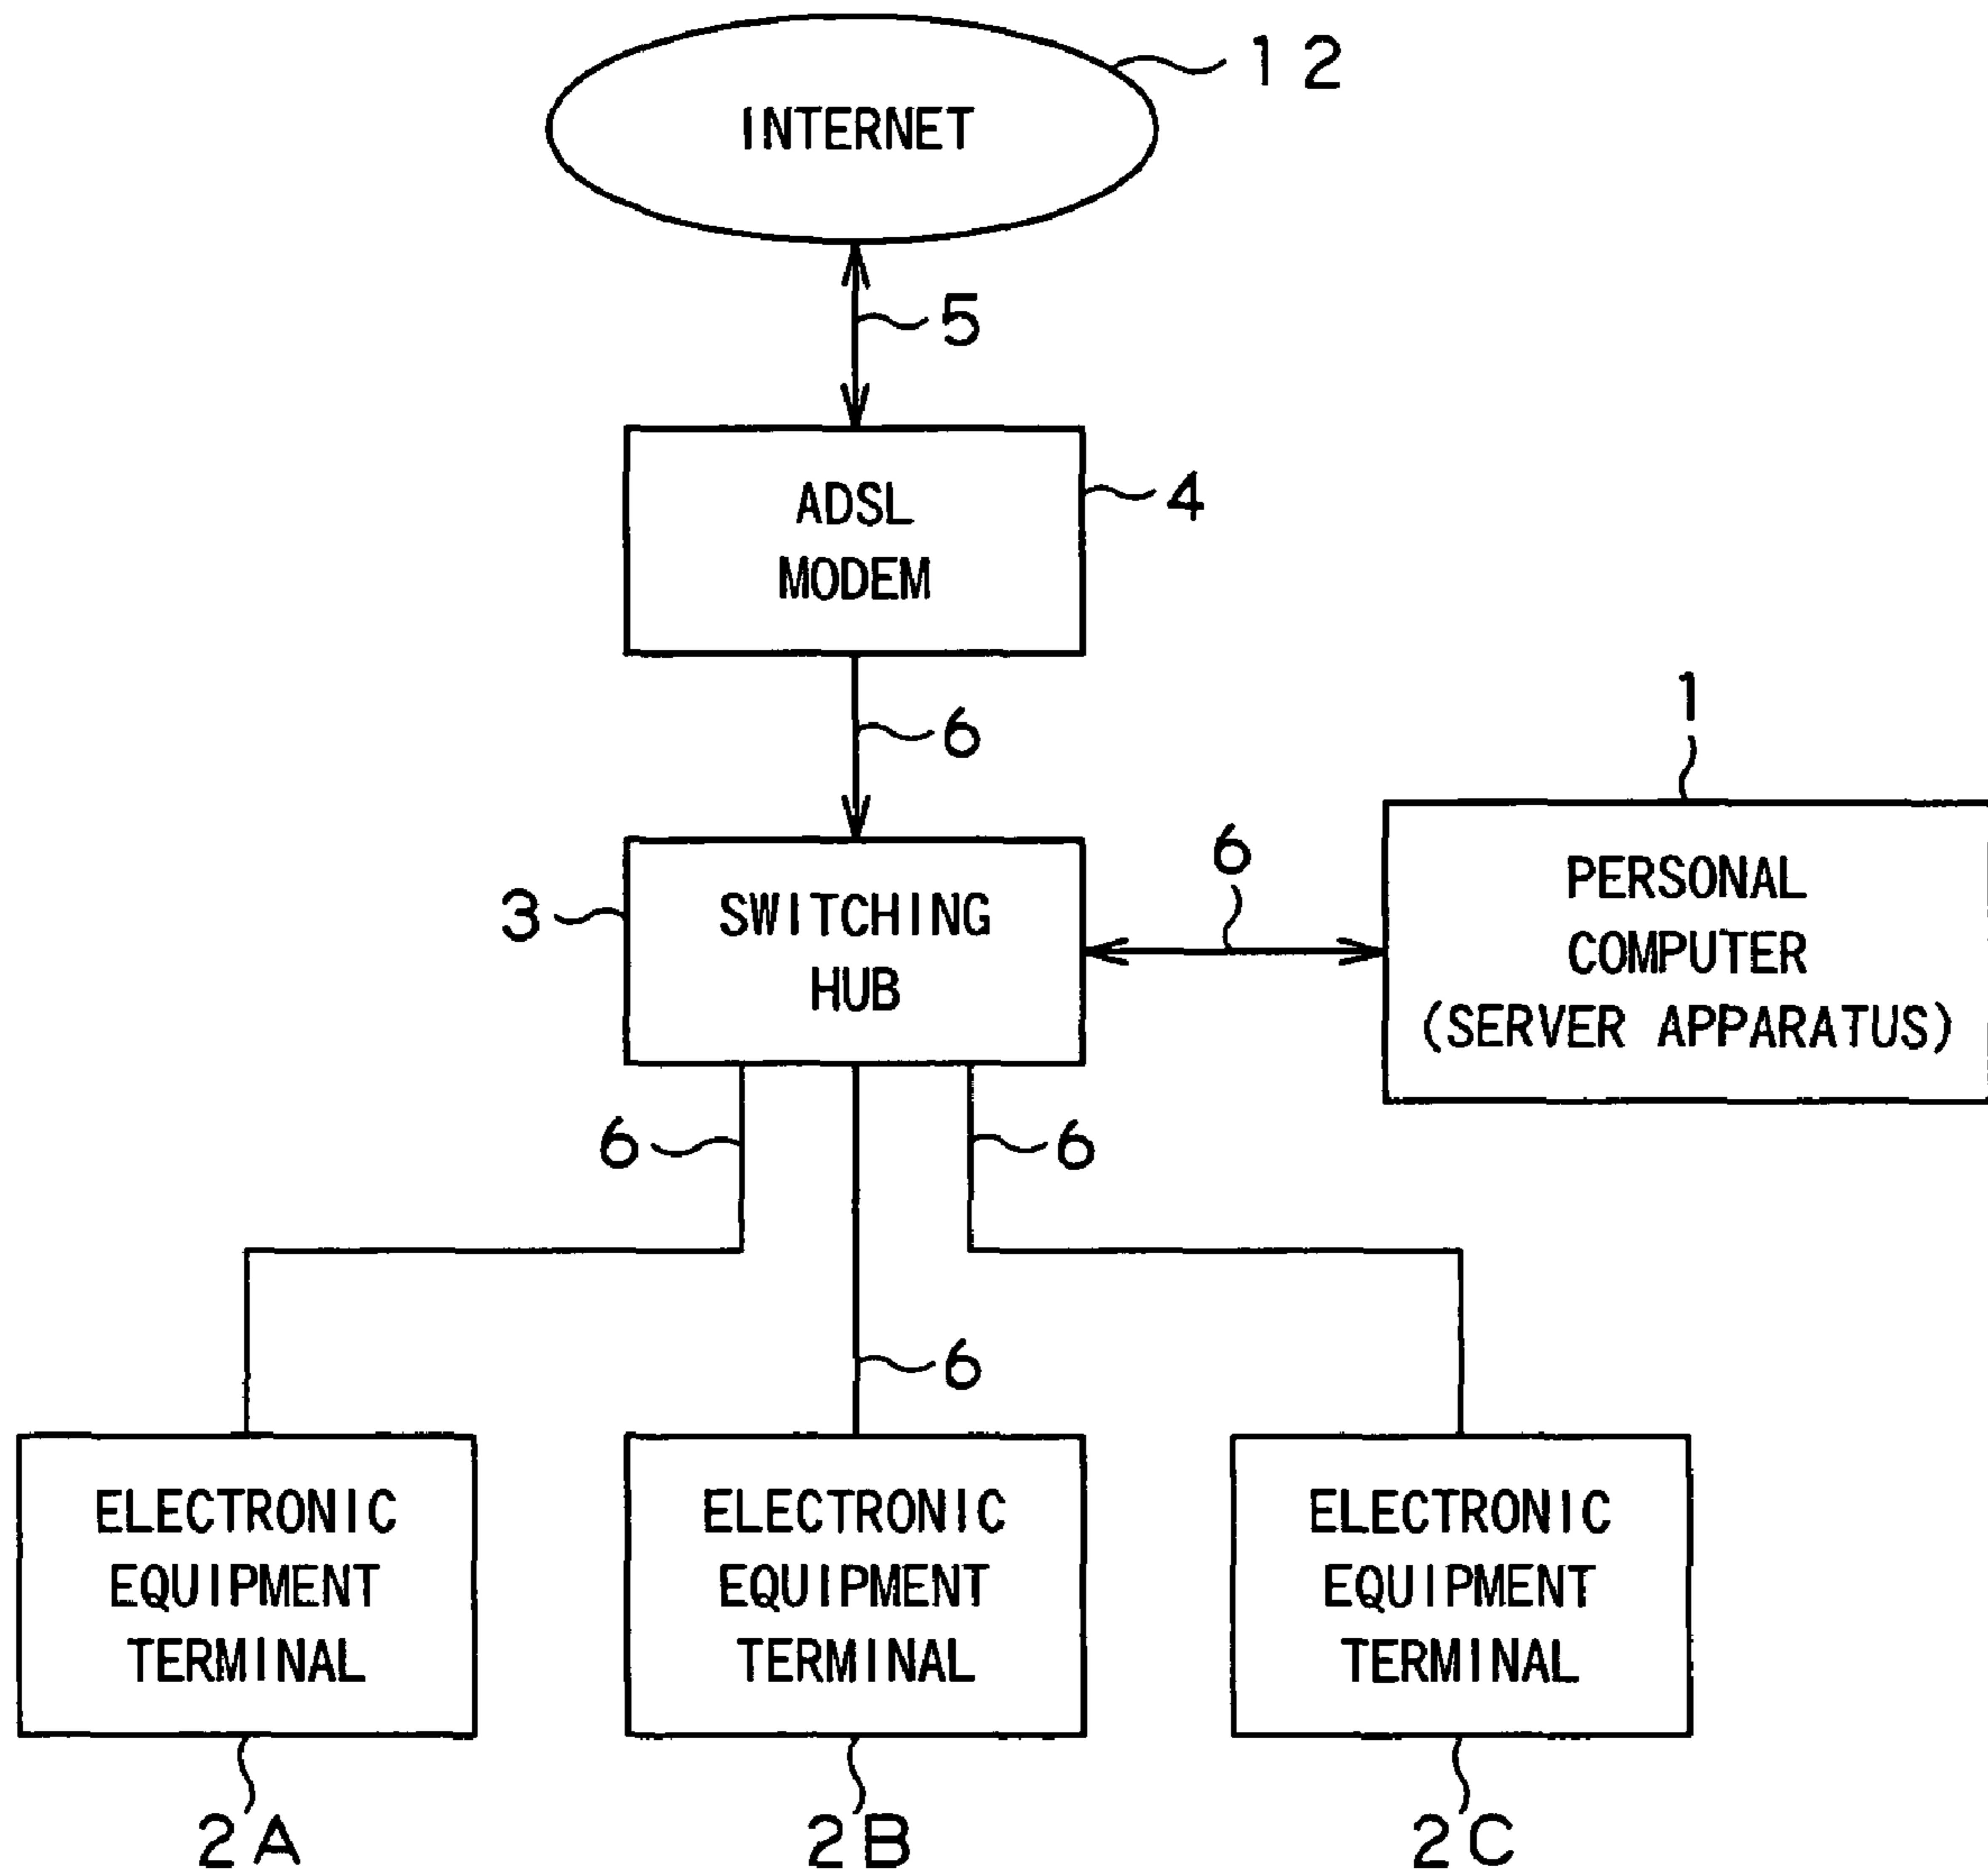 12
INTERNET
5
ADSL
MODEM
4
6
1
3
SWITCHING
HUB
6
PERSONAL
COMPUTER
(SERVER APPARATUS)
6
6
6
ELECTRONIC
EQUIPMENT
TERMINAL
ELECTRONIC
EQUIPMENT
TERMINAL
ELECTRONIC
EQUIPMENT
TERMINAL
2A
2B
2C